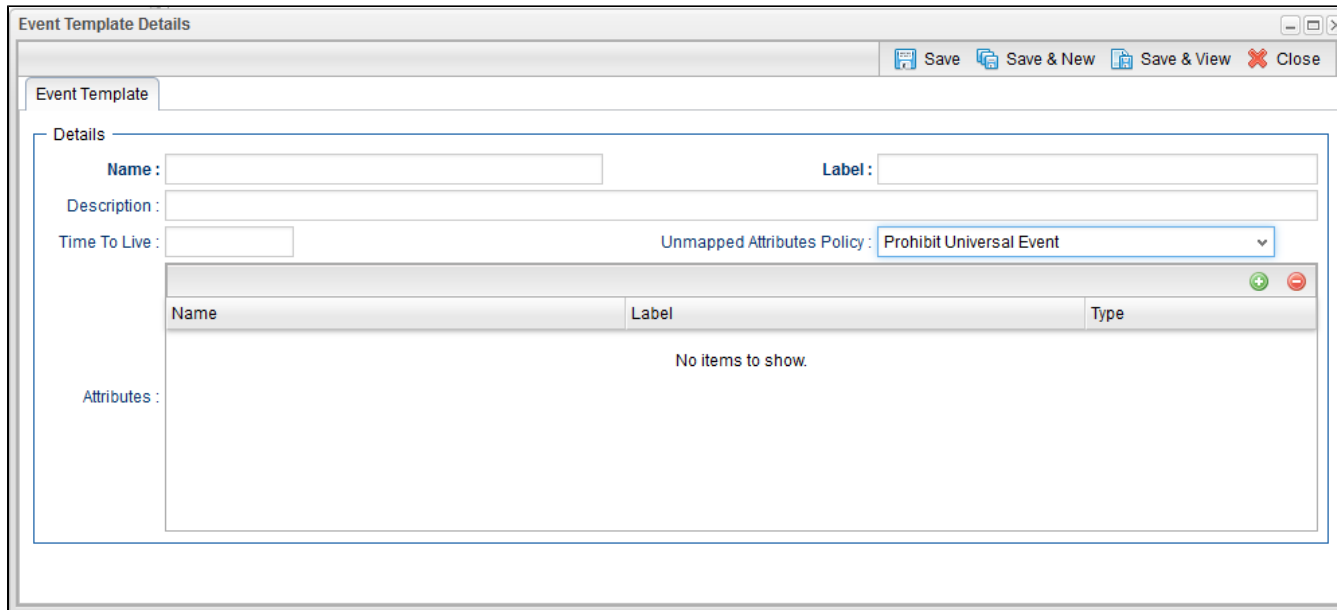 Event Template Details
Save Save & New Save & View Close
Event Template
Details
Name : Label :
Description :
Time To Live : Unmapped Attributes Policy : Prohibit Universal Event
Name Label Type
No items to show.
Attributes :